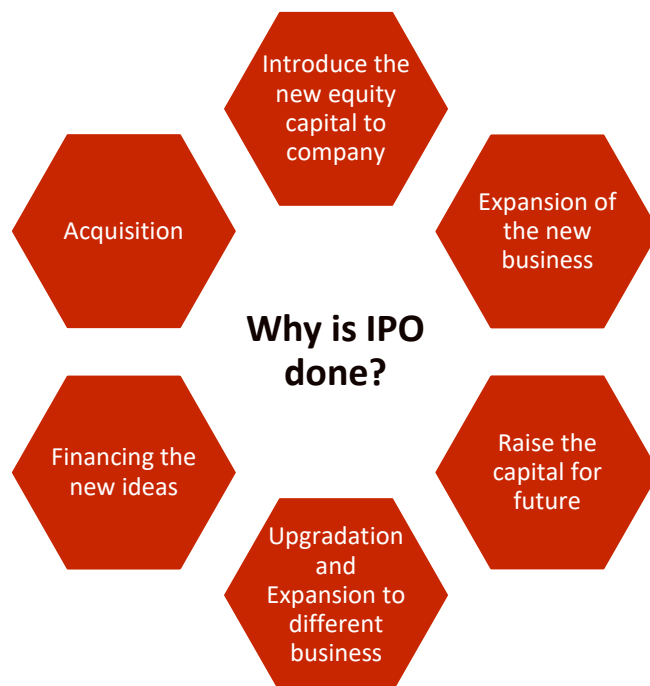 Introduce the
new equity
capital to
company
Expansion of
the new
business
Raise the
capital for
future
Upgradation
and
Expansion to
different
business
Financing the
new ideas
Acquisition
Why is IPO
done?